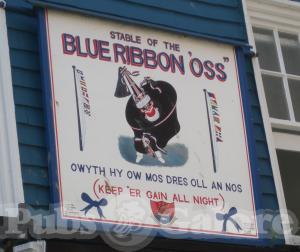 STABLE OF THE
BLUE RIBBON 'OSS"
OWYTH HY OW MOS DRES OLL AN NOS
(KEEP 'ER GAIN ALL NIGHT)
Pubs Galore